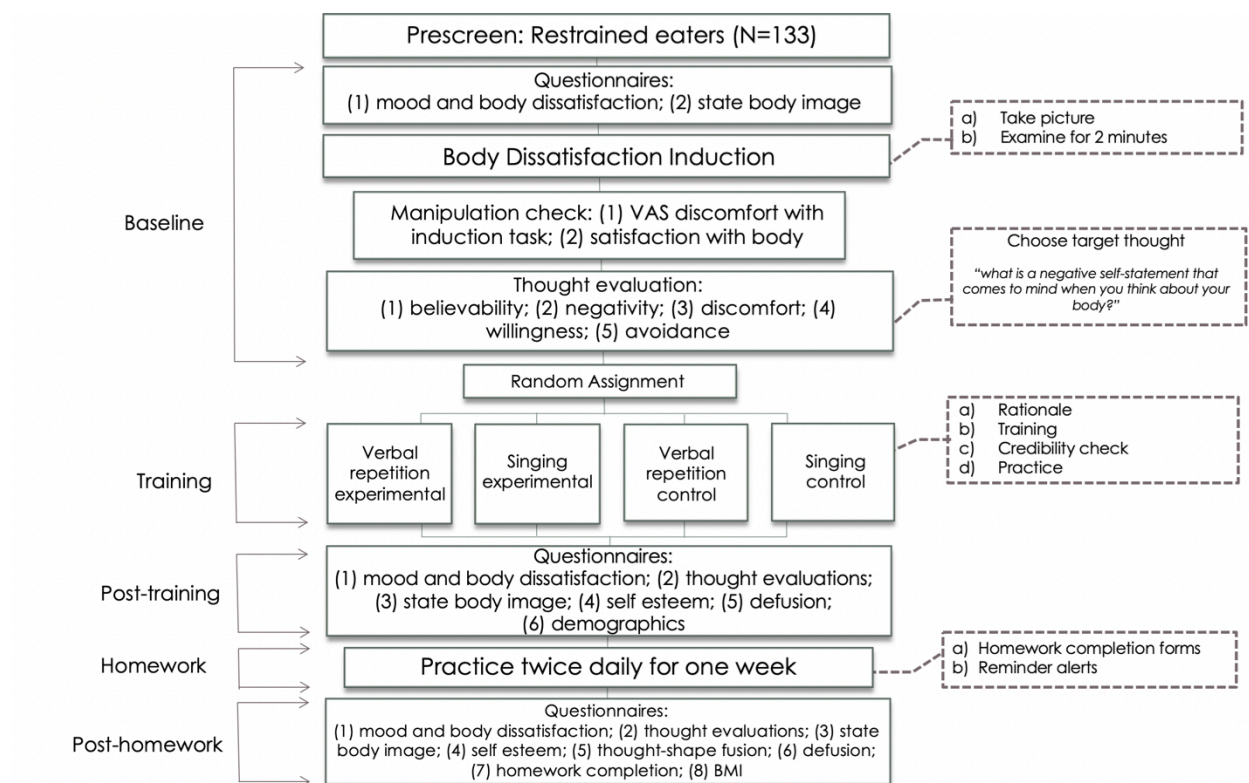 Prescreen: Restrained eaters (N=133)
Questionnaires:
(1) mood and body dissatisfaction; (2) state body image
a) Take picture
b) Examine for 2 minutes
Body Dissatisfaction Induction
Baseline
Manipulation check: (1) VAS discomfort with
induction task; (2) satisfaction with body
Choose target thought
"what is a negative self-statement that
comes to mind when you think about your
body?"
Thought evaluation:
(1) believability; (2) negativity; (3) discomfort; (4)
willingness; (5) avoidance
Random Assignment
Training
Verbal
repetition
experimental
Singing
experimental
Verbal
repetition
control
Singing
control
a) Rationale
b) Training
c) Credibility check
d) Practice
Post-training
Questionnaires:
(1) mood and body dissatisfaction; (2) thought evaluations;
(3) state body image; (4) self esteem; (5) defusion;
(6) demographics
Homework
Practice twice daily for one week
a) Homework completion forms
b) Reminder alerts
Post-homework
Questionnaires:
(1) mood and body dissatisfaction; (2) thought evaluations; (3) state
body image; (4) self esteem; (5) thought-shape fusion; (6) defusion;
(7) homework completion; (8) BMI